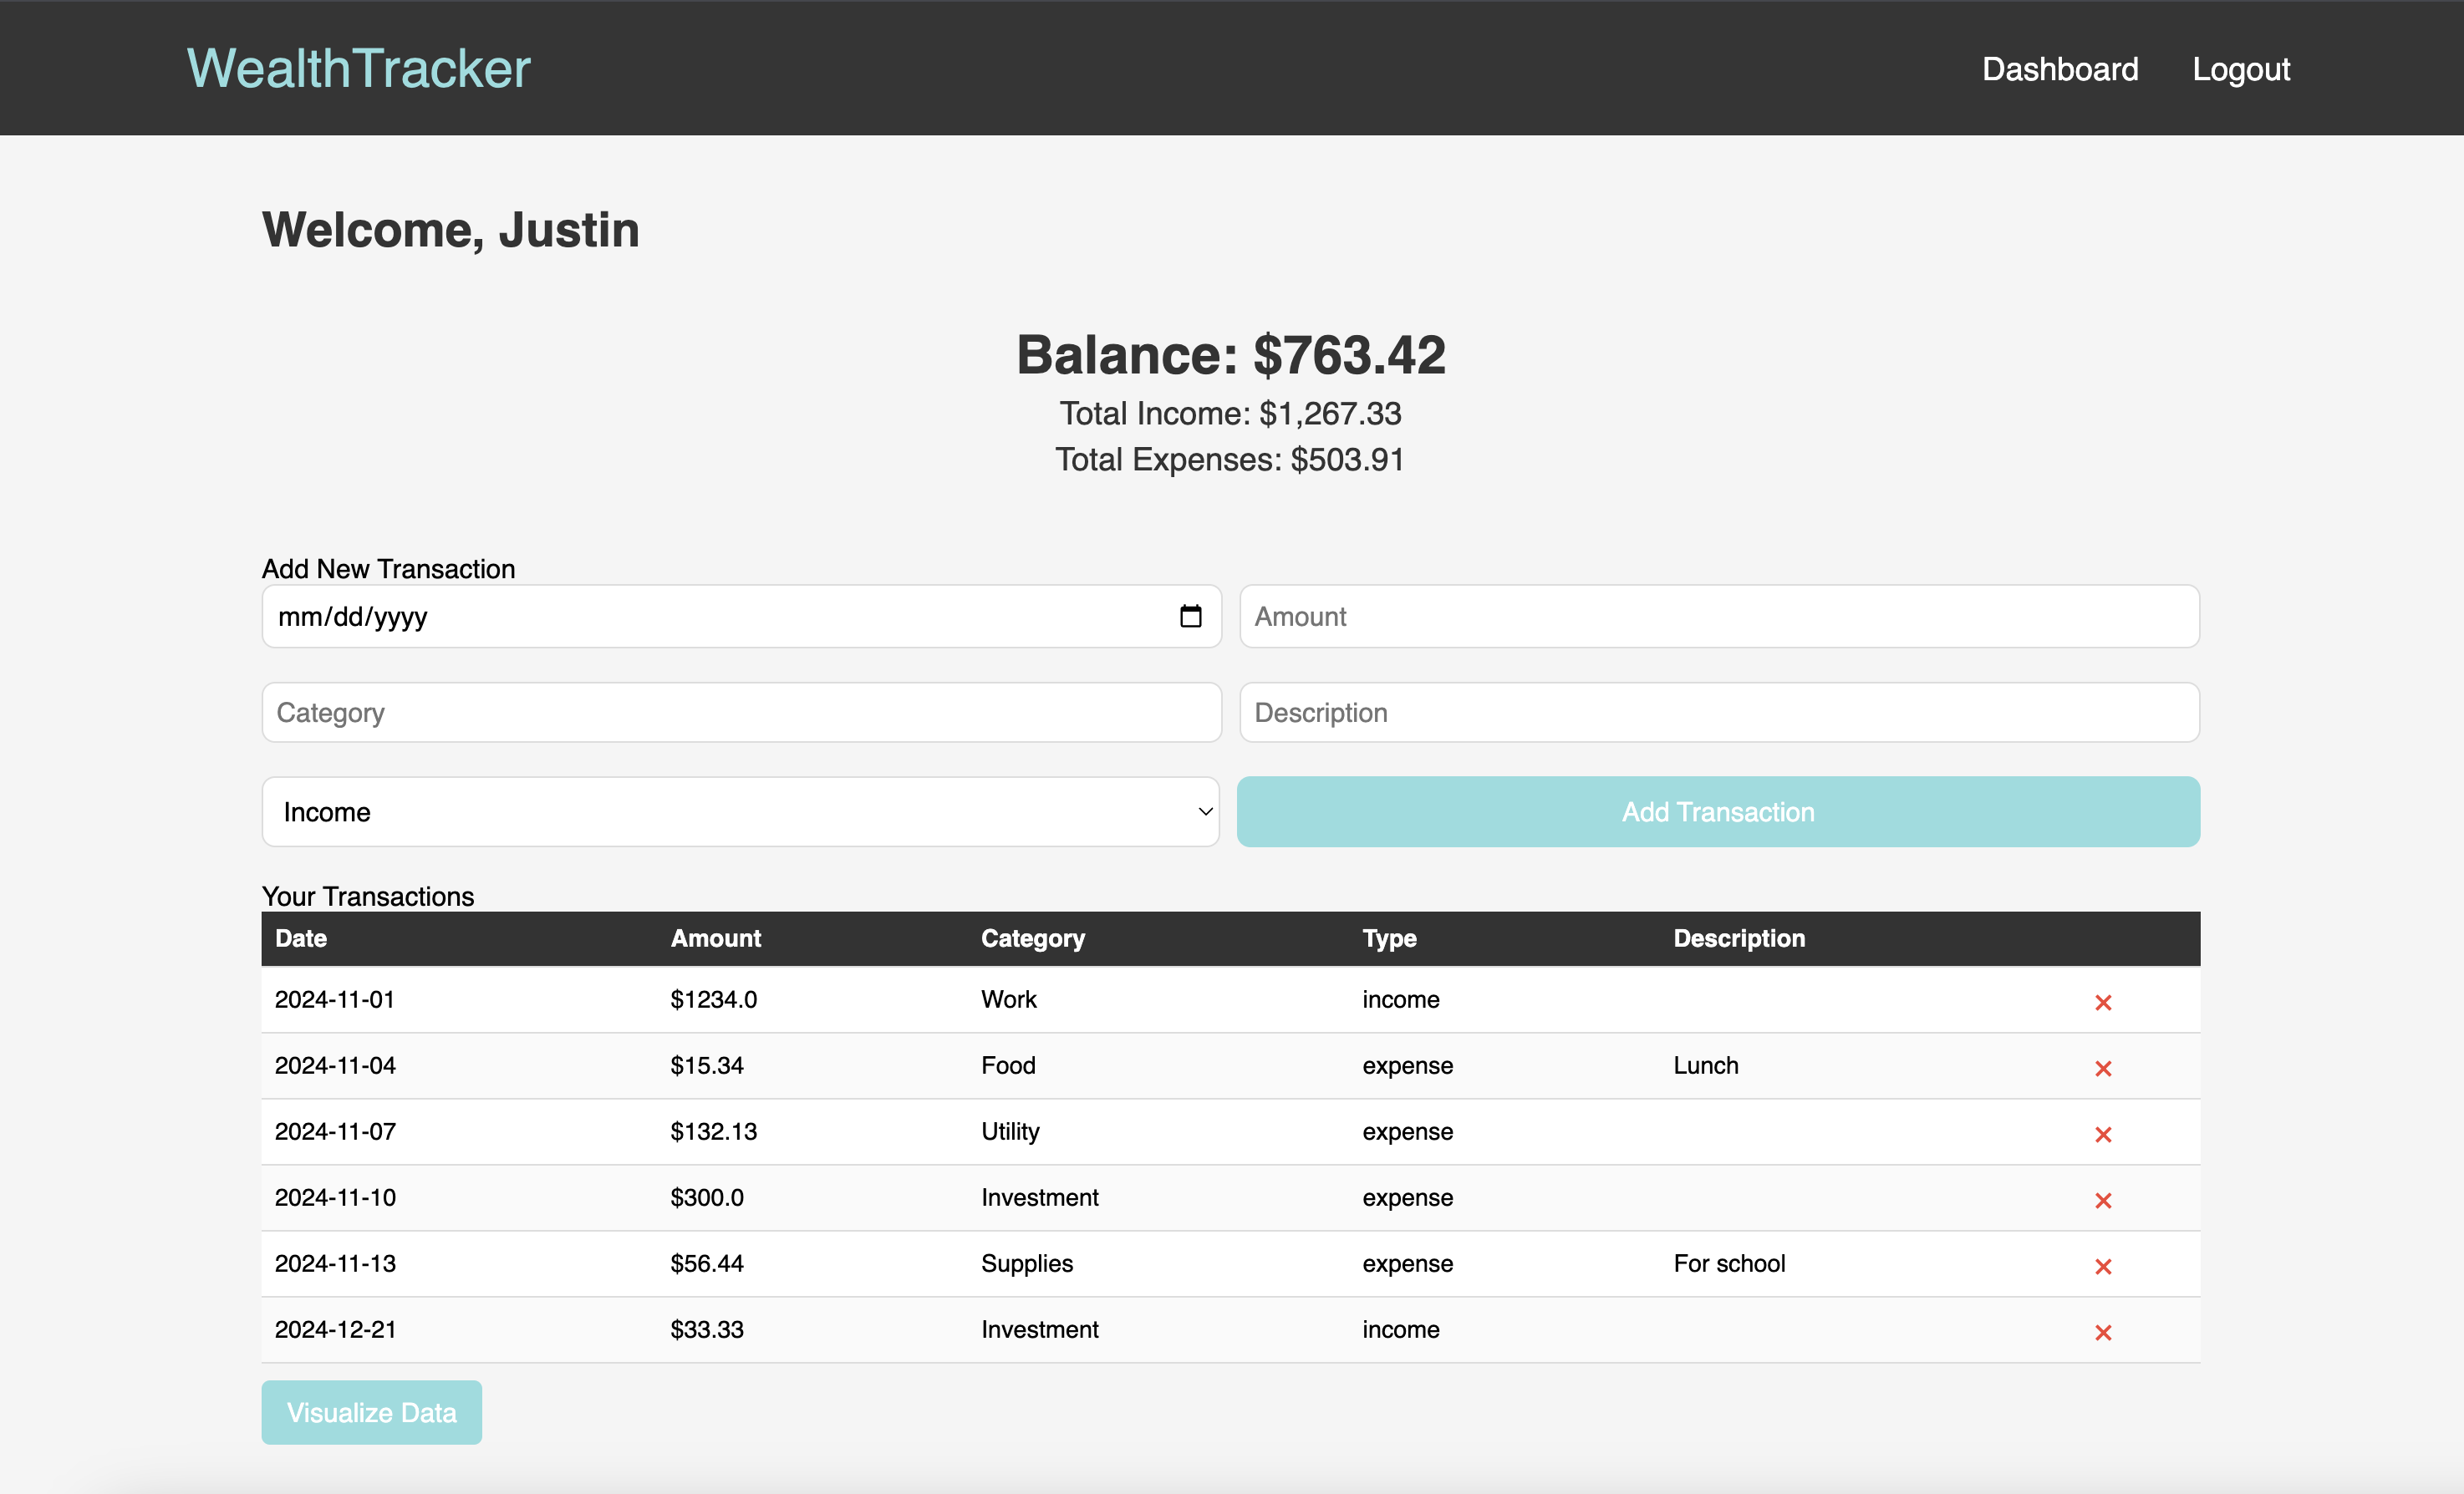 WealthTracker Dashboard Logout
Welcome, Justin
Balance: $763.42
Total Income: $1,267.33
Total Expenses: $503.91
Add New Transaction
mm/dd/yyyy Amount
Category Description
Income Add Transaction
Your Transactions
Date Amount Category Type Description
2024-11-01 $1234.0 Work income ×
2024-11-04 $15.34 Food expense Lunch ×
2024-11-07 $132.13 Utility expense ×
2024-11-10 $300.0 Investment expense ×
2024-11-13 $56.44 Supplies expense For school ×
2024-12-21 $33.33 Investment income ×
Visualize Data